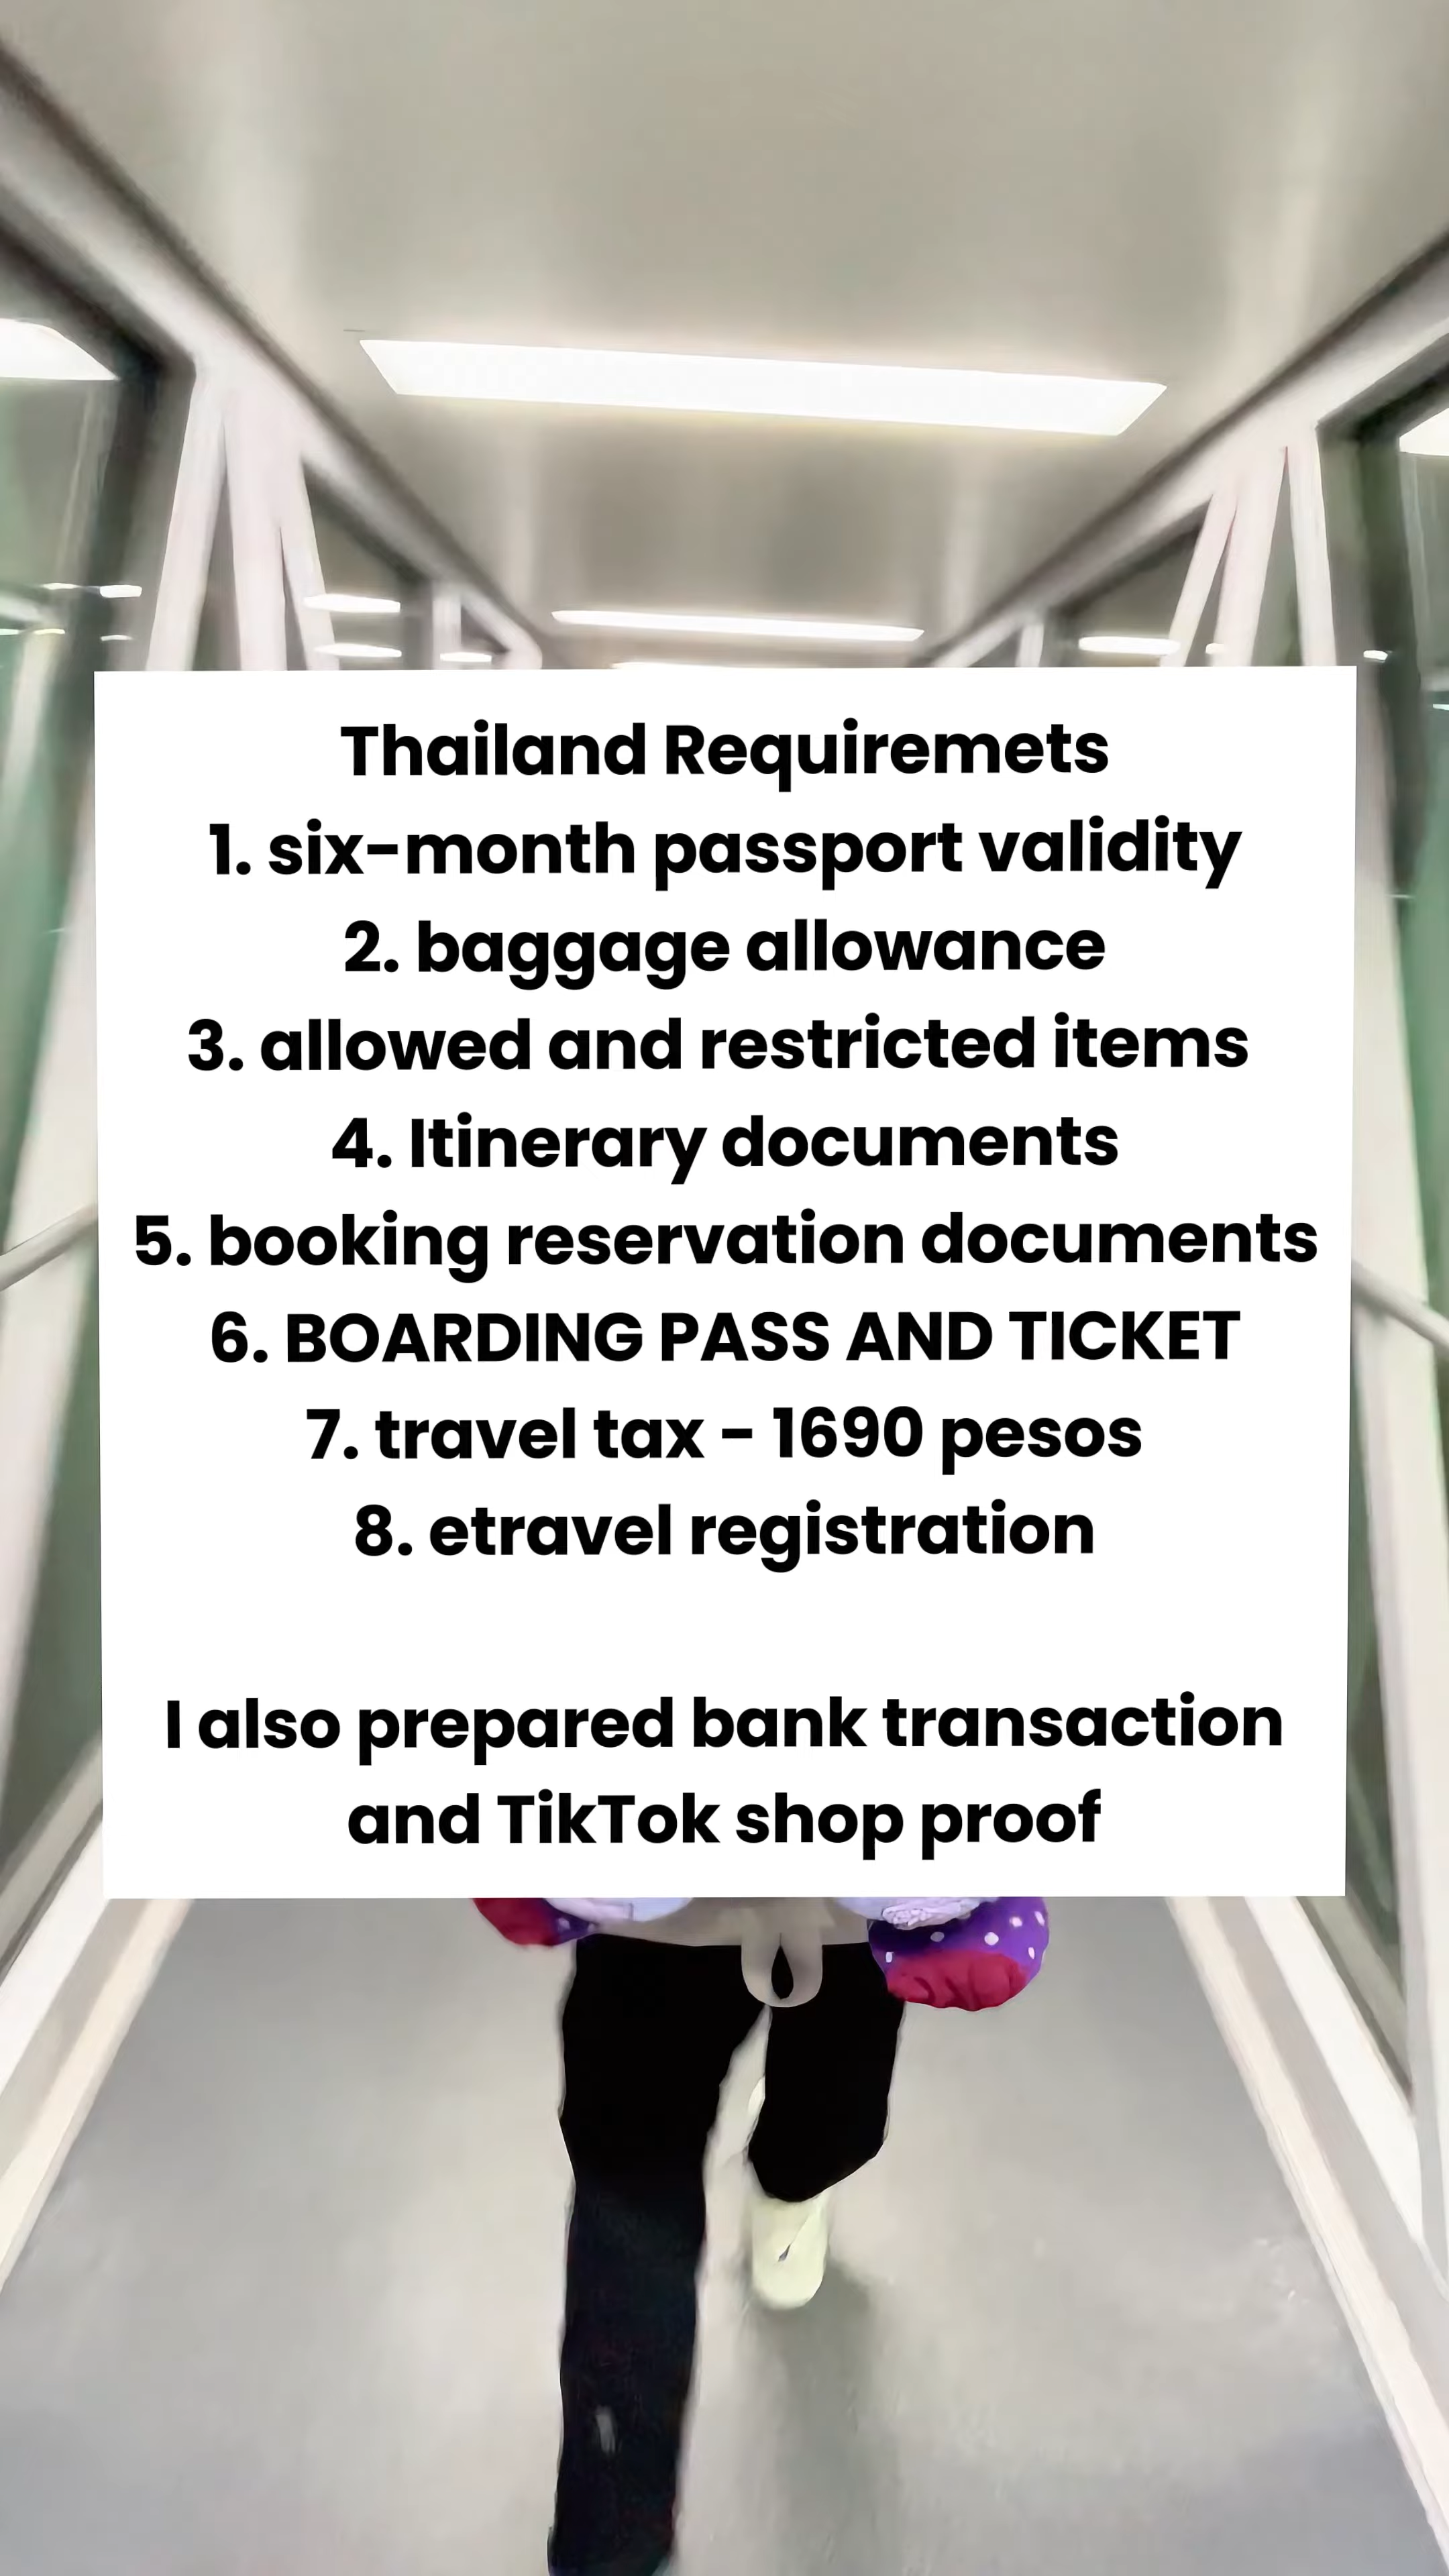 Thailand Requiremets
1. six-month passport validity
2. baggage allowance
3. allowed and restricted items
4. Itinerary documents
5. booking reservation documents
6. BOARDING PASS AND TICKET
7. travel tax - 1690 pesos
8. etravel registration
I also prepared bank transaction
and TikTok shop proof